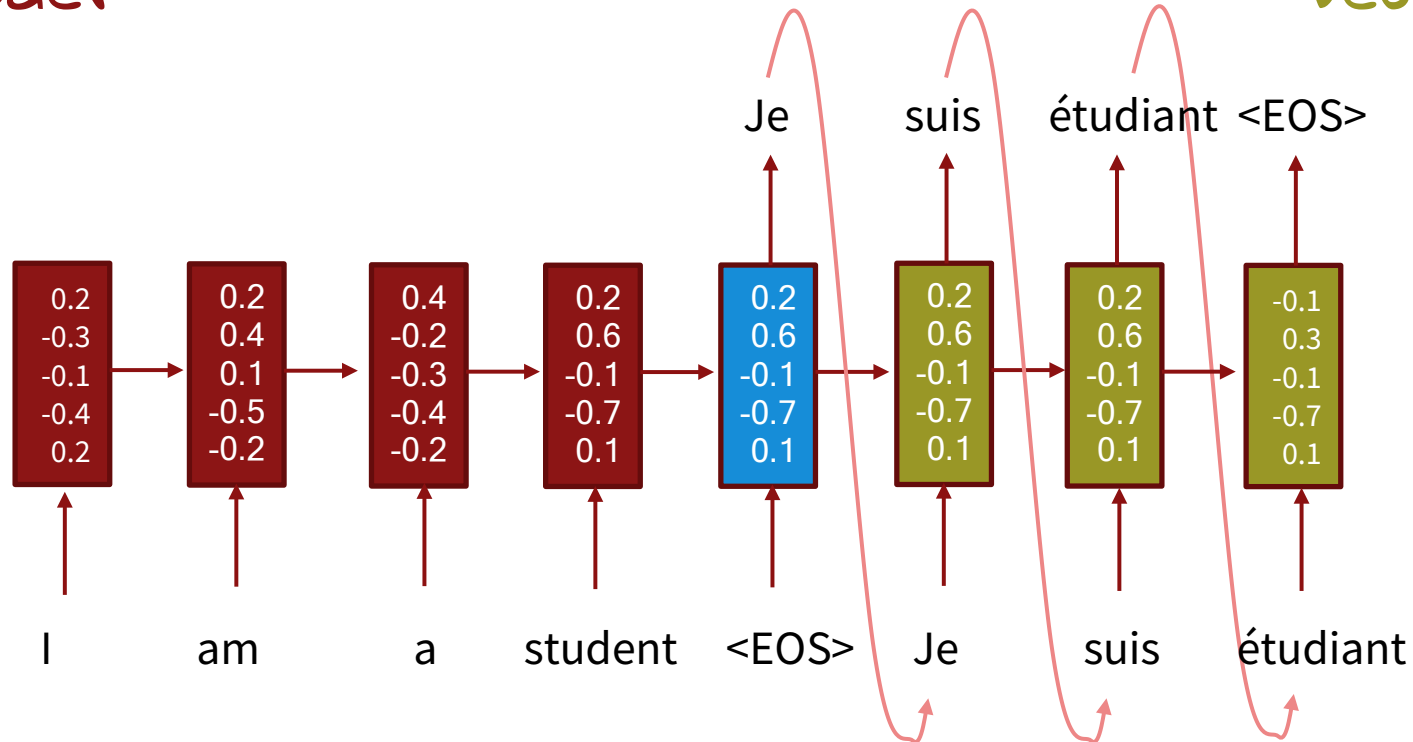 Je suis étudiant <EOS>
0.2 0.2 0.4 0.2 0.2 0.2 0.2 -0.1
-0.3 0.4 -0.2 0.6 0.6 0.6 0.6 0.3
-0.1 0.1 -0.3 -0.1 -0.1 -0.1 -0.1 -0.1
-0.4 -0.5 -0.4 -0.7 -0.7 -0.7 -0.7 -0.7
0.2 -0.2 -0.2 0.1 0.1 0.1 0.1 0.1
I am a student <EOS> Je suis étudiant